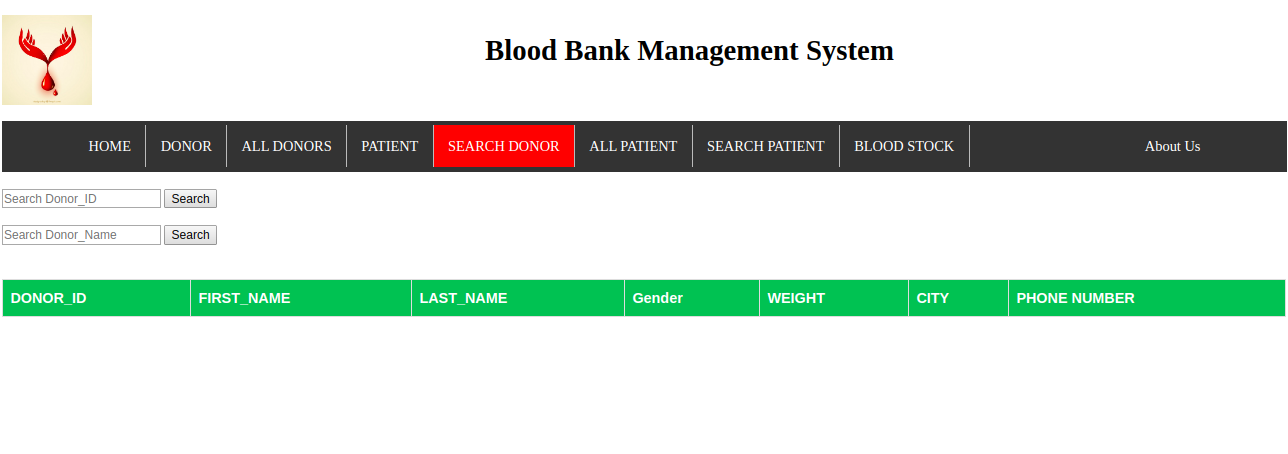 Blood Bank Management System
HOME DONOR ALL DONORS PATIENT SEARCH DONOR ALL PATIENT SEARCH PATIENT BLOOD STOCK About Us
Search Donor_ID Search
Search Donor_Name Search
DONOR_ID FIRST_NAME LAST_NAME Gender WEIGHT CITY PHONE NUMBER